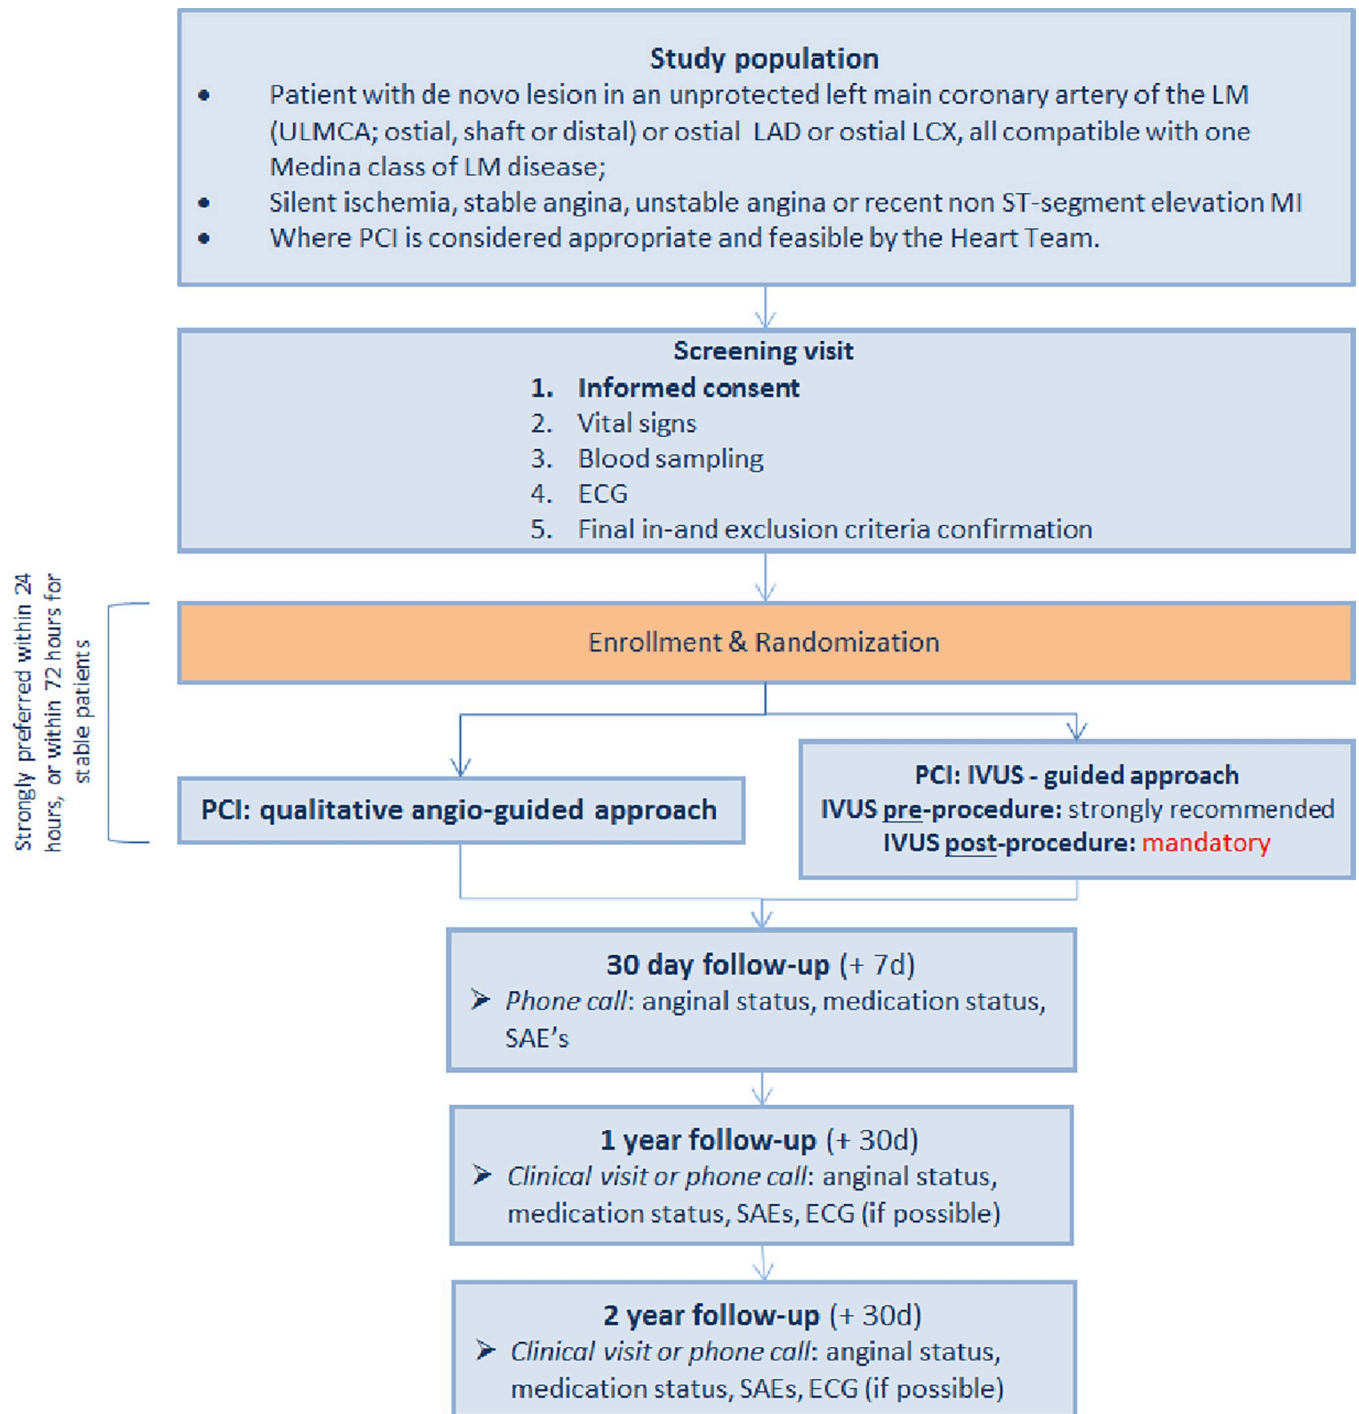 Study population
• Patient with de novo lesion in an unprotected left main coronary artery of the LM
(ULMCA; ostial, shaft or distal) or ostial LAD or ostial LCX, all compatible with one
Medina class of LM disease;
• Silent ischemia, stable angina, unstable angina or recent non ST-segment elevation MI
• Where PCI is considered appropriate and feasible by the Heart Team.
Screening visit
1. Informed consent
2. Vital signs
3. Blood sampling
4. ECG
5. Final in-and exclusion criteria confirmation
Strongly preferred within 24
hours, or within 72 hours for
stable patients
Enrollment & Randomization
PCI: qualitative angio-guided approach
PCI: IVUS - guided approach
IVUS pre-procedure: strongly recommended
IVUS post-procedure: mandatory
30 day follow-up (+ 7d)
➤ Phone call: anginal status, medication status,
SAE’s
1 year follow-up (+ 30d)
➤ Clinical visit or phone call: anginal status,
medication status, SAEs, ECG (if possible)
2 year follow-up (+ 30d)
➤ Clinical visit or phone call: anginal status,
medication status, SAEs, ECG (if possible)